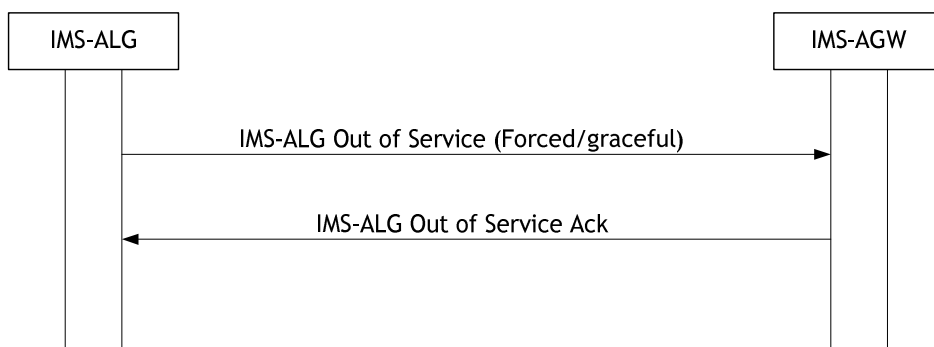 IMS-ALG
IMS-AGW
IMS-ALG Out of Service (Forced/graceful)
IMS-ALG Out of Service Ack